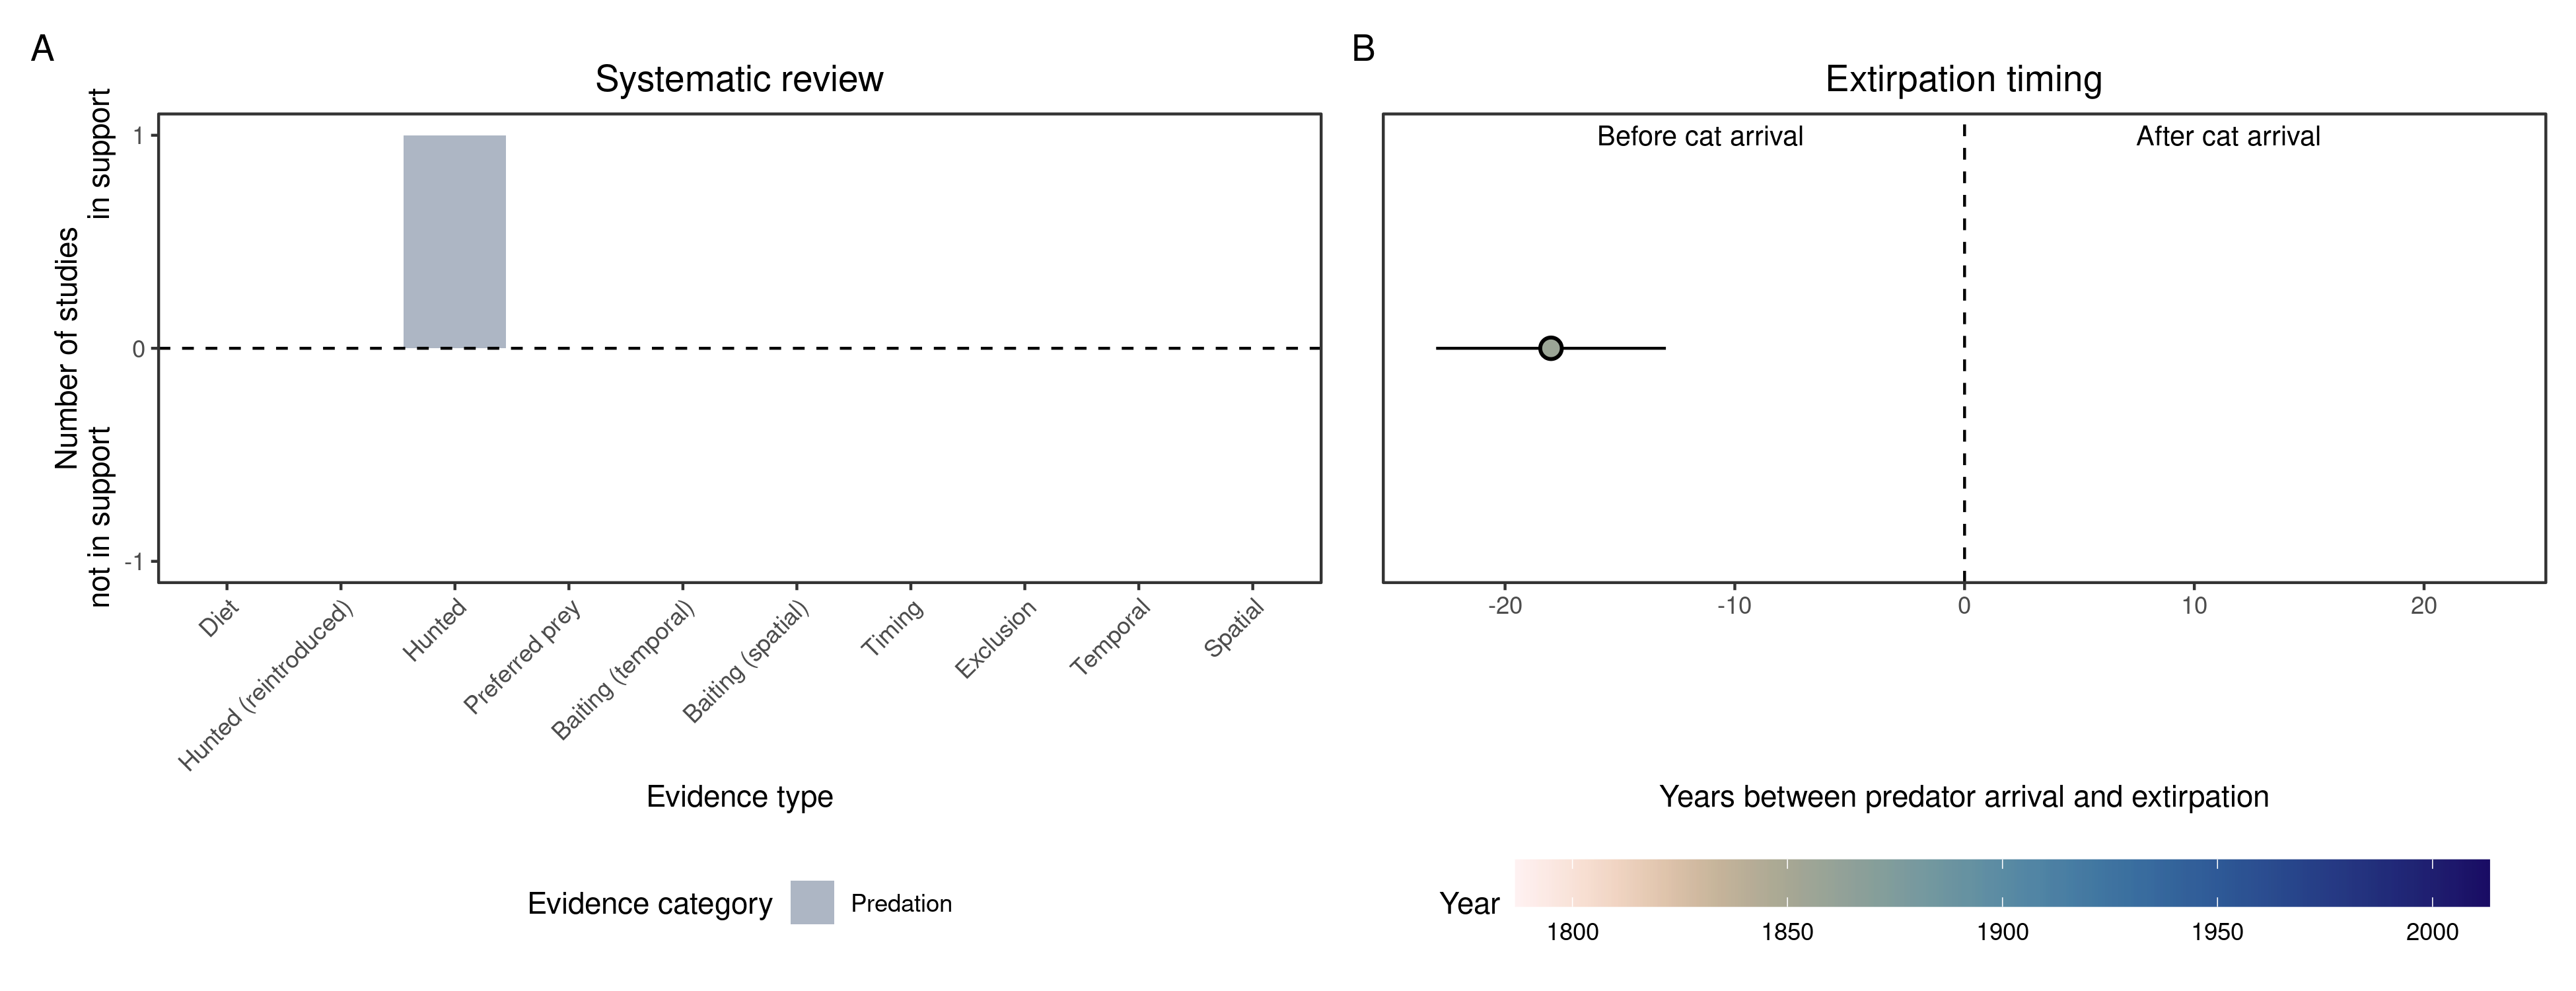 A
Systematic review
Number of studies
not in support
in support
1
0
-1
Diet
Hunted (reintroduced)
Hunted
Preferred prey
Baiting (temporal)
Baiting (spatial)
Timing
Exclusion
Temporal
Spatial
Evidence type
Evidence category
Predation
B
Extirpation timing
Before cat arrival
After cat arrival
-20
-10
0
10
20
Years between predator arrival and extirpation
Year
1800
1850
1900
1950
2000